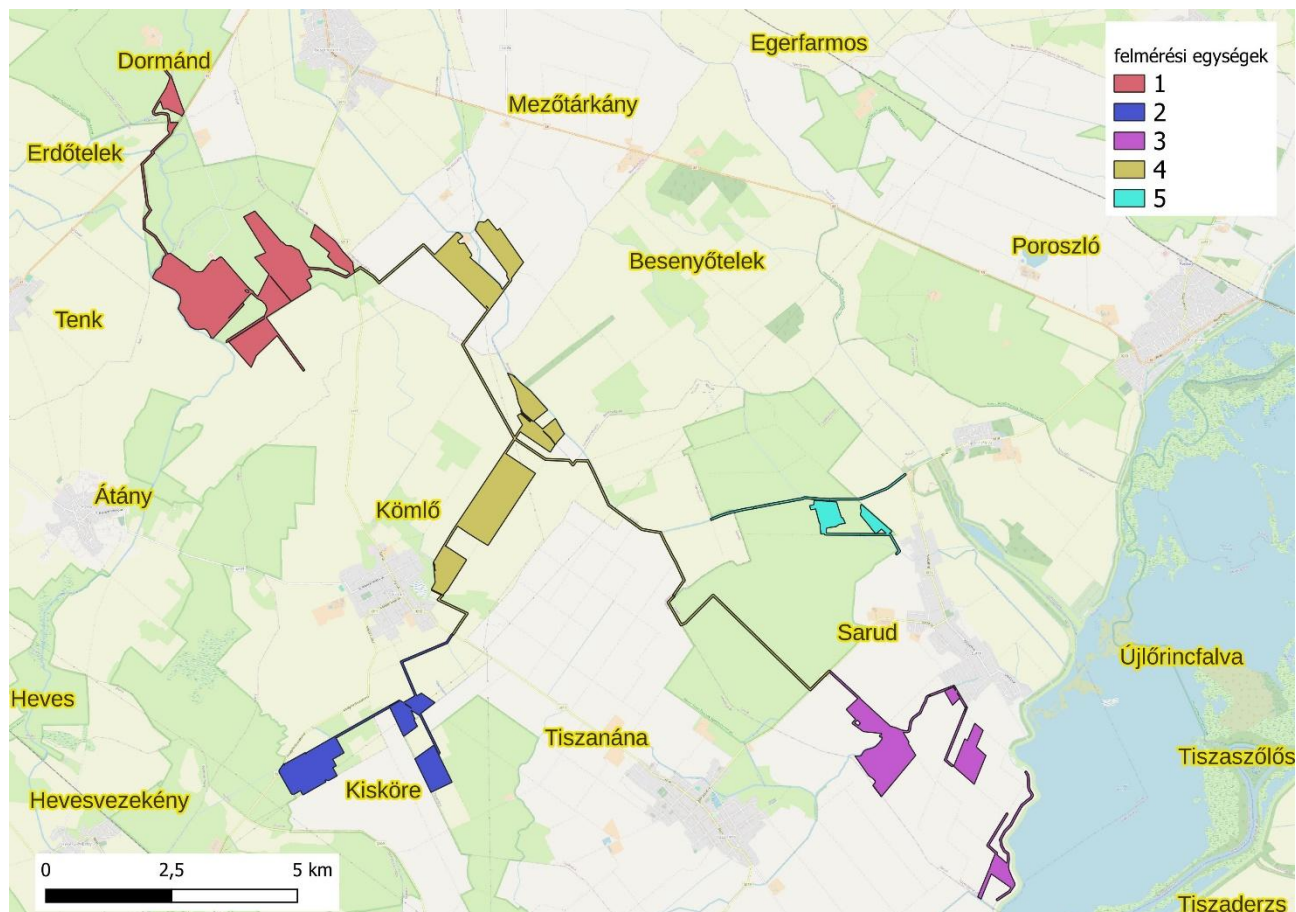 Egerfarmos
felmérési egységek
1
2
3
4
5
Dormánd
Mezőtárkány
Erdőtelek
Poroszló
Besenyőtelek
Tenk
Átány
Kömlő
Sarud
Újlőrincfalva
Heves
Tiszanána
Tiszaszőlős
Kisköre
Hevesvezekény
0 2,5 5 km
Tiszaderzs